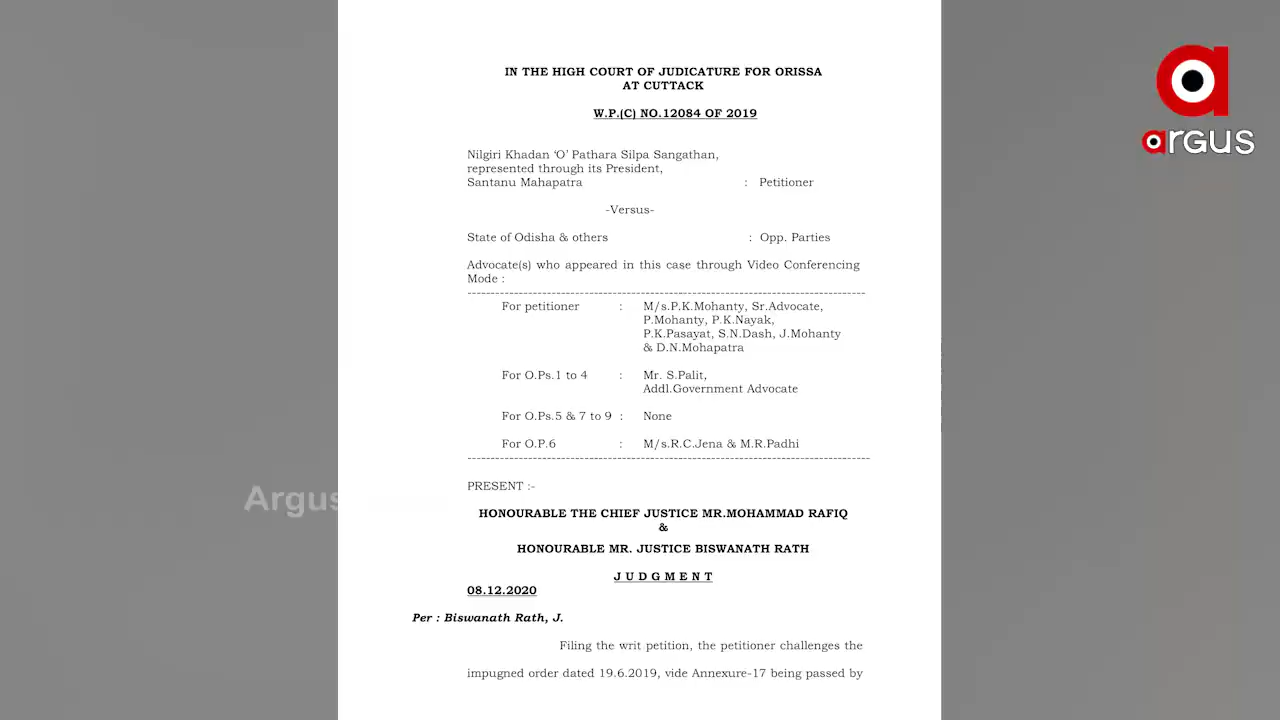 IN THE HIGH COURT OF JUDICATURE FOR ORISSA
AT CUTTACK
W.P.(C) NO.12084 OF 2019
Nilgiri Khadan ‘O’ Pathara Silpa Sangathan,
represented through its President,
Santanu Mahapatra : Petitioner
-Versus-
State of Odisha & others : Opp. Parties
Advocate(s) who appeared in this case through Video Conferencing
Mode :
For petitioner : M/s.P.K.Mohanty, Sr.Advocate,
P.Mohanty, P.K.Nayak,
P.K.Pasayat, S.N.Dash, J.Mohanty
& D.N.Mohapatra
For O.Ps.1 to 4 : Mr. S.Palit,
Addl.Government Advocate
For O.Ps.5 & 7 to 9 : None
For O.P.6 : M/s.R.C.Jena & M.R.Padhi
PRESENT :-
HONOURABLE THE CHIEF JUSTICE MR.MOHAMMAD RAFIQ
&
HONOURABLE MR. JUSTICE BISWANATH RATH
J U D G M E N T
08.12.2020
Per : Biswanath Rath, J.
Filing the writ petition, the petitioner challenges the
impugned order dated 19.6.2019, vide Annexure-17 being passed by
argus
Argus